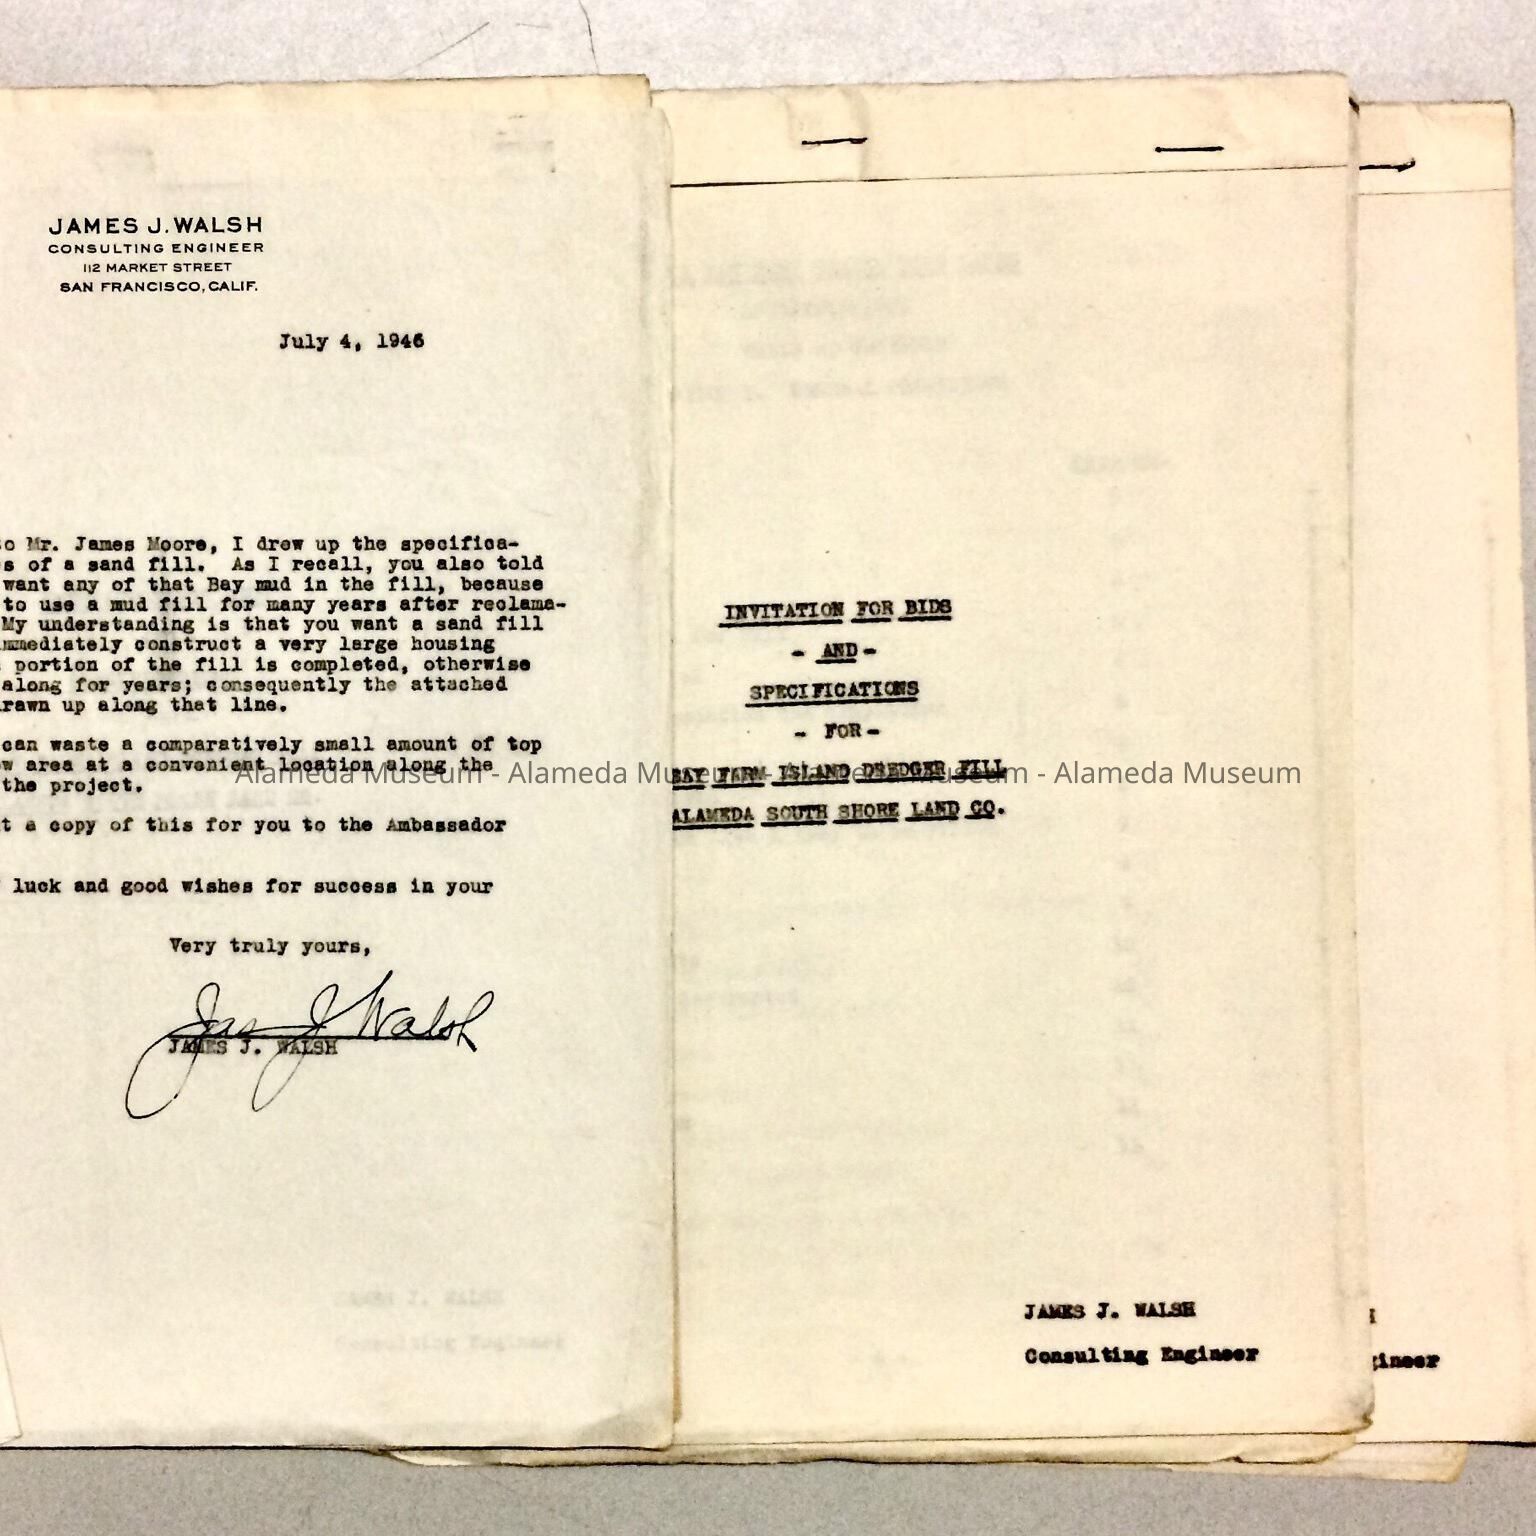 JAMES J. WALSH
CONSULTING ENGINEER
112 MARKET STREET
SAN FRANCISCO, CALIF.
July 4, 1946
Mr. James Moore, I drew up the specifica-
of a sand fill. As I recall, you also told
want any of that Bay mud in the fill, because
to use a mud fill for many years after reclama-
My understanding is that you want a sand fill
construct a very large housing
portion of the fill is completed, otherwise
along for years; consequently the attached
up along that line.
can waste a comparatively small amount of top
area at a convenient location along the
the project.
a copy of this for you to the Ambassador
luck and good wishes for success in your
Very truly yours,
Jas J Walsh
JAMES J. WALSH
INVITATION FOR BIDS
- AND -
SPECIFICATIONS
- FOR -
BAY FARM ISLAND DREDGER FILL
ALAMEDA SOUTH SHORE LAND CO.
JAMES J. WALSH
Consulting Engineer
Alameda Museum - Alameda Museum - Alameda Museum - Alameda Museum